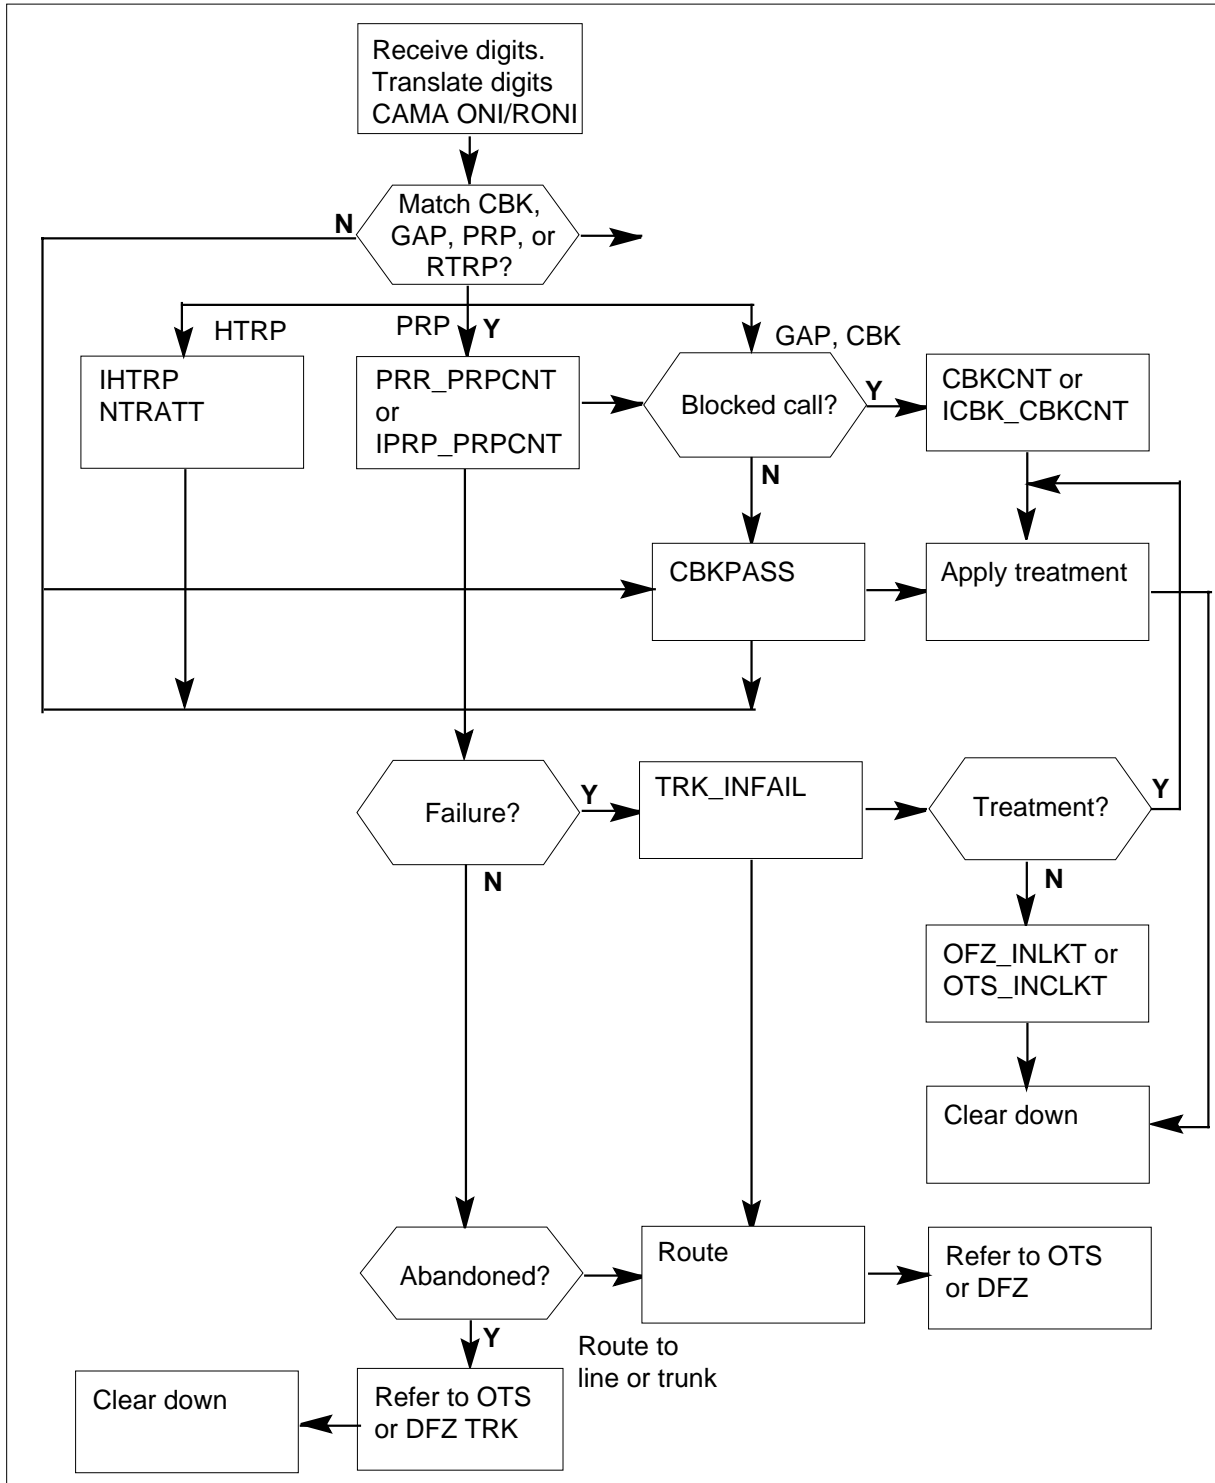 Receive digits.
Translate digits
CAMA ONI/RONI
N
Match CBK,
GAP, PRP, or
RTRP?
HTRP
PRP
Y
GAP, CBK
IHTRP
NTRATT
PRR_PRPCNT
or
IPRP_PRPCNT
Blocked call?
Y
CBKCNT or
ICBK_CBKCNT
N
CBKPASS
Apply treatment
Failure?
Y
TRK_INFAIL
Treatment?
Y
N
N
OFZ_INLKT or
OTS_INCLKT
Clear down
Abandoned?
Route
Refer to OTS
or DFZ
Y
Route to
line or trunk
Clear down
Refer to OTS
or DFZ TRK